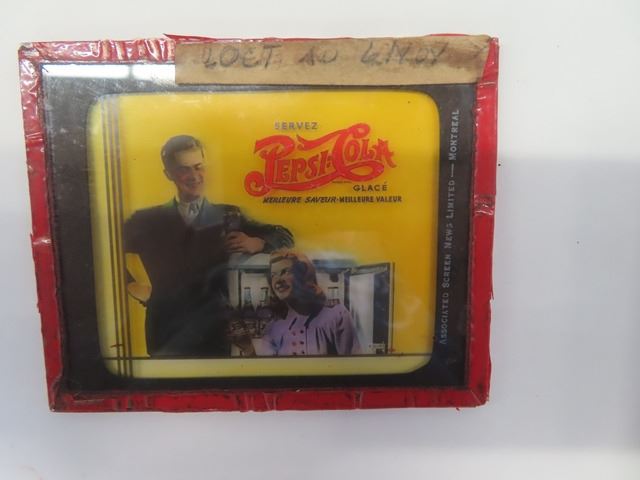 SERVEZ
PEPSI-COLA
GLACÉ
MEILLEURE SAVEUR·MEILLEURE VALEUR
ASSOCIATED SCREEN NEWS LIMITED — MONTREAL